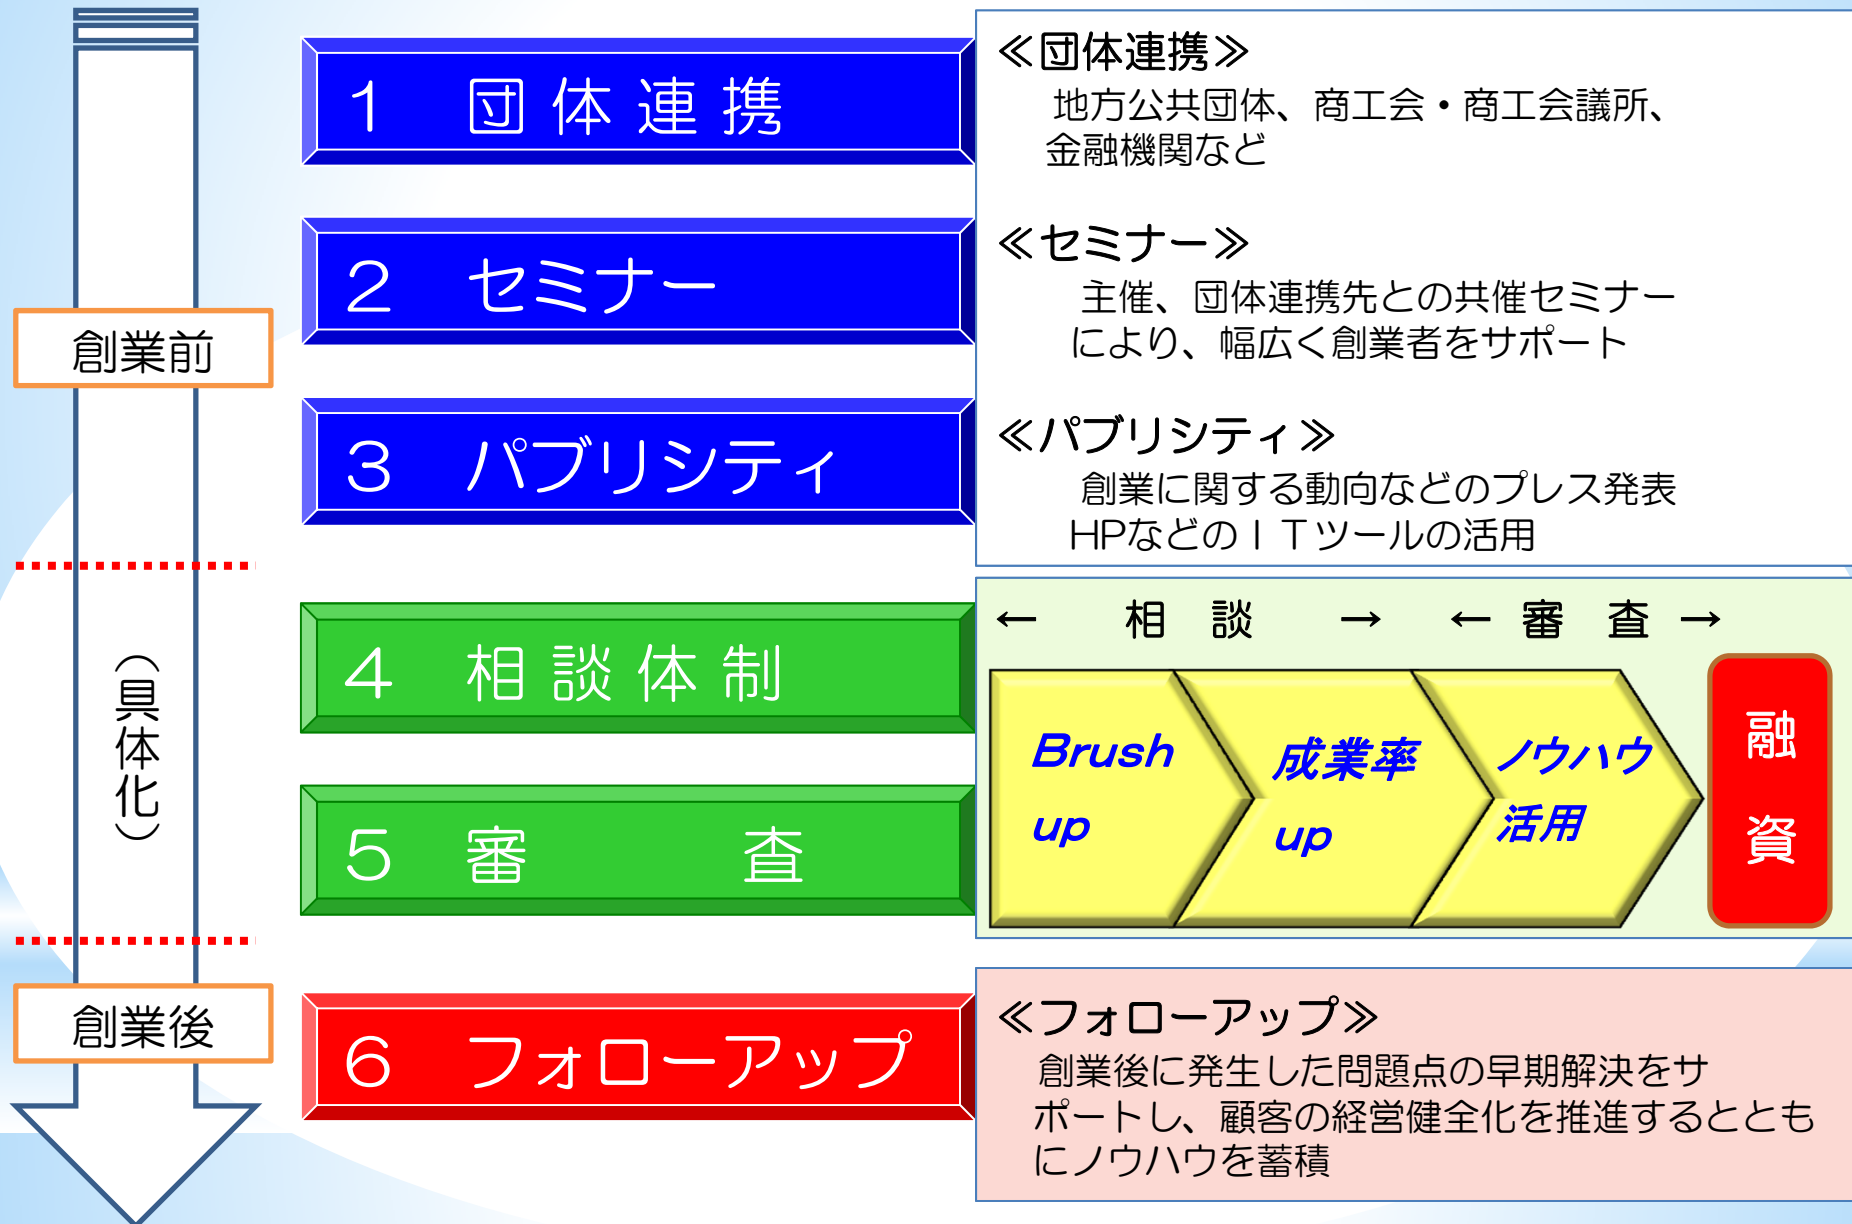 創業前
(具体化)
創業後
1 団体連携
2 セミナー
3 パブリシティ
4 相談体制
5 審査
6 フォローアップ
≪団体連携≫
地方公共団体、商工会・商工会議所、
金融機関など
≪セミナー≫
主催、団体連携先との共催セミナー
により、幅広く創業者をサポート
≪パブリシティ≫
創業に関する動向などのプレス発表
HPなどのITツールの活用
← 相談 → ← 審査 →
Brush
up
成業率
up
ノウハウ
活用
融資
≪フォローアップ≫
創業後に発生した問題点の早期解決をサ
ポートし、顧客の経営健全化を推進するととも
にノウハウを蓄積